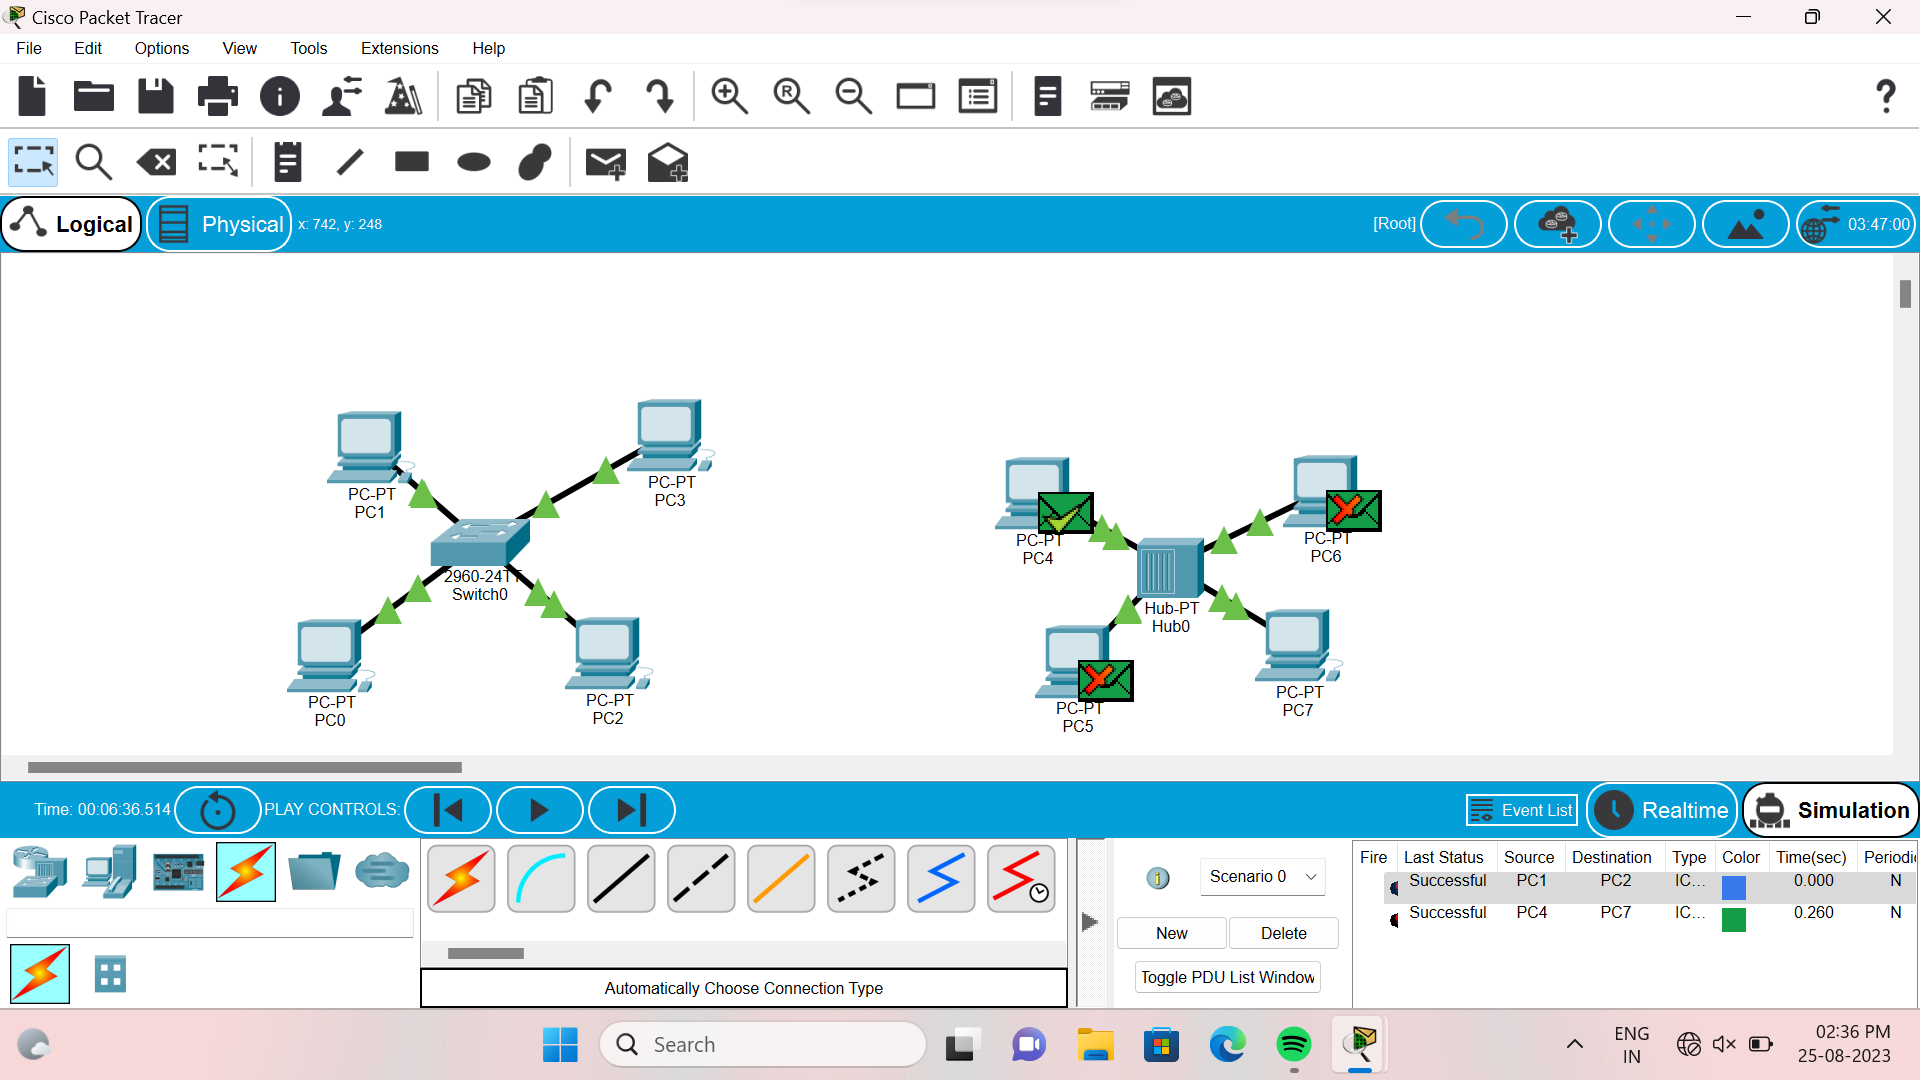 Cisco Packet Tracer
File Edit Options View Tools Extensions Help
Logical Physical x: 742, y: 248 [Root] 03:47:00
PC-PT
PC1
PC-PT
PC3
2960-24TT
Switch0
PC-PT
PC0
PC-PT
PC2
PC-PT
PC4
PC-PT
PC6
Hub-PT
Hub0
PC-PT
PC5
PC-PT
PC7
Time: 00:06:36.514 PLAY CONTROLS: Event List Realtime Simulation
Scenario 0
New Delete
Toggle PDU List Window
Automatically Choose Connection Type
Fire Last Status Source Destination Type Color Time(sec) Periodi
Successful PC1 PC2 IC... 0.000 N
Successful PC4 PC7 IC... 0.260 N
Search
ENG
IN
02:36 PM
25-08-2023